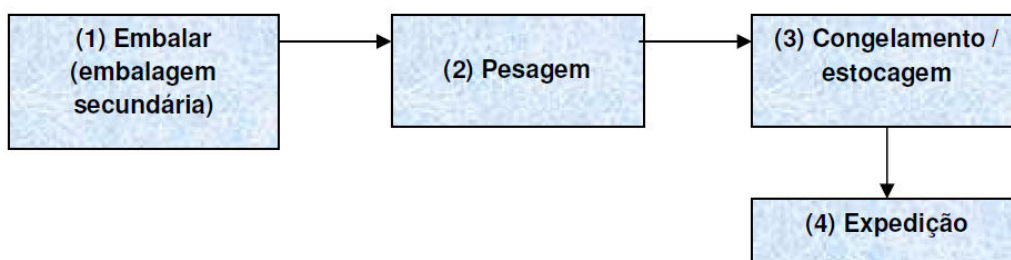 (1) Embalar
(embalagem
secundária)
(2) Pesagem
(3) Congelamento /
estocagem
(4) Expedição